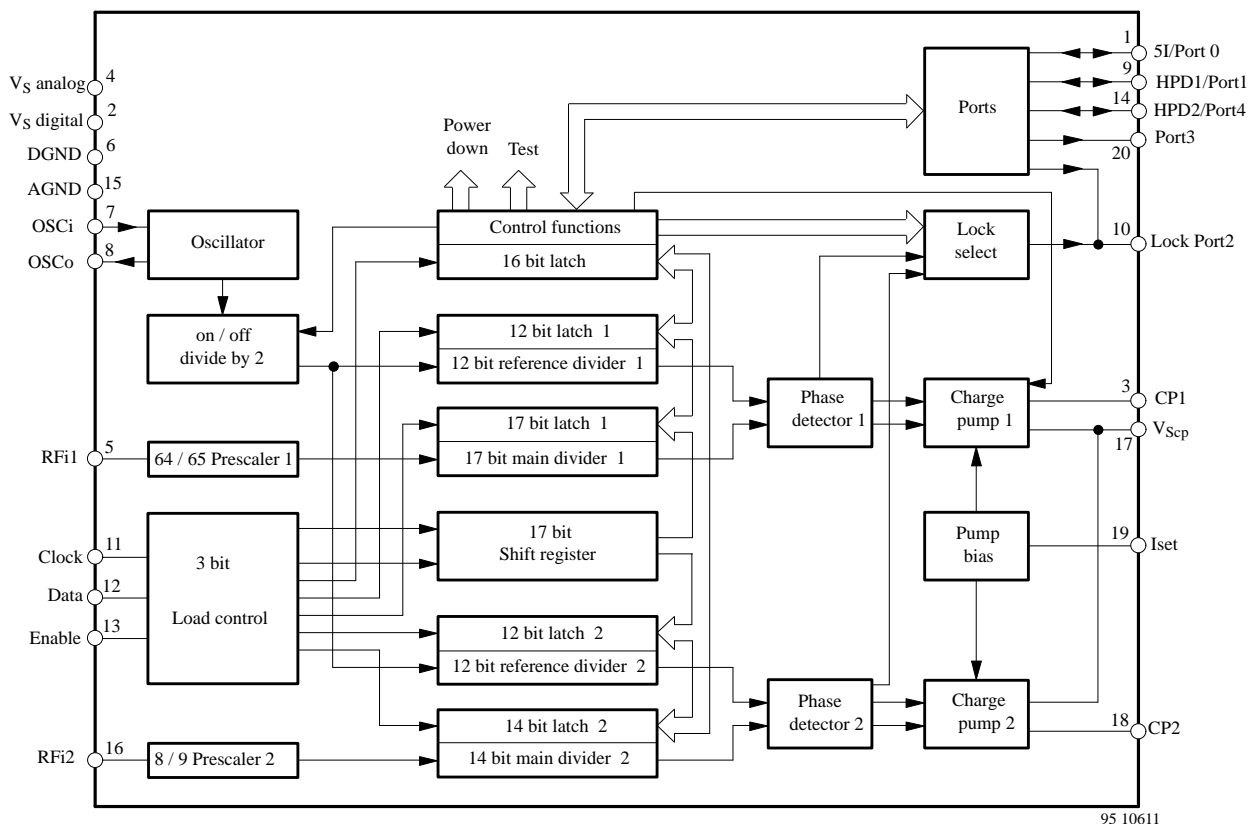 V_S analog
4
V_S digital
2
DGND
6
AGND
15
OSCi
7
OSCo
8
RFi1
5
Clock
11
Data
12
Enable
13
RFi2
16
Oscillator
on / off
divide by 2
64 / 65 Prescaler 1
3 bit
Load control
8 / 9 Prescaler 2
Power
down
Test
Control functions
16 bit latch
12 bit latch 1
12 bit reference divider 1
17 bit latch 1
17 bit main divider 1
17 bit
Shift register
12 bit latch 2
12 bit reference divider 2
14 bit latch 2
14 bit main divider 2
Phase
detector 1
Phase
detector 2
Ports
Lock
select
Charge
pump 1
Pump
bias
Charge
pump 2
1
5I/Port 0
9
HPD1/Port1
14
HPD2/Port4
Port3
20
10
Lock Port2
3
CP1
V_Scp
17
19
Iset
18
CP2
95 10611